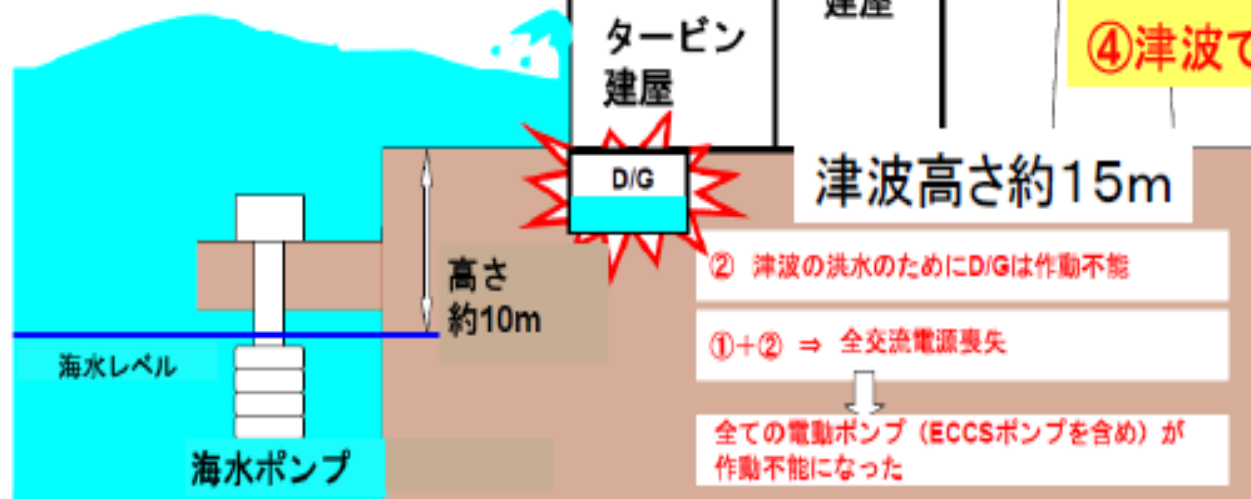 建屋
タービン
建屋
④津波で
D/G
津波高さ約15m
高さ
約10m
② 津波の洪水のためにD/Gは作動不能
①+② ⇒ 全交流電源喪失
海水レベル
全ての電動ポンプ（ECCSポンプを含め）が
作動不能になった
海水ポンプ